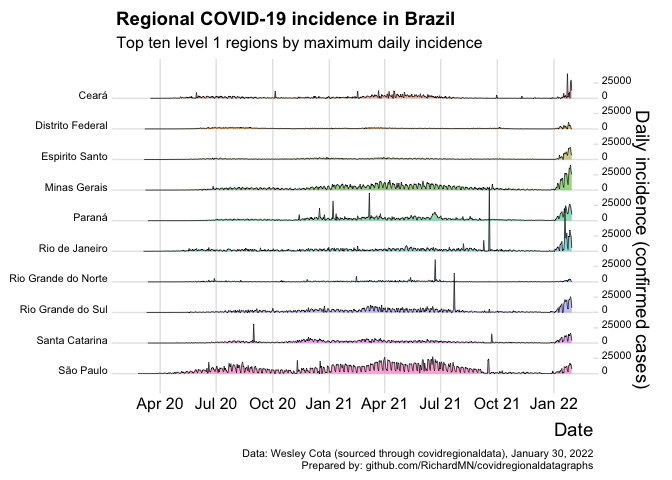 Regional COVID-19 incidence in Brazil
Top ten level 1 regions by maximum daily incidence
Ceará
25000
0
Distrito Federal
25000
0
Espirito Santo
25000
0
Minas Gerais
25000
0
Paraná
25000
0
Rio de Janeiro
25000
0
Rio Grande do Norte
25000
0
Rio Grande do Sul
25000
0
Santa Catarina
25000
0
São Paulo
25000
0
Daily incidence (confirmed cases)
Apr 20 Jul 20 Oct 20 Jan 21 Apr 21 Jul 21 Oct 21 Jan 22
Date
Data: Wesley Cota (sourced through covidregionaldata), January 30, 2022
Prepared by: github.com/RichardMN/covidregionaldatagraphs